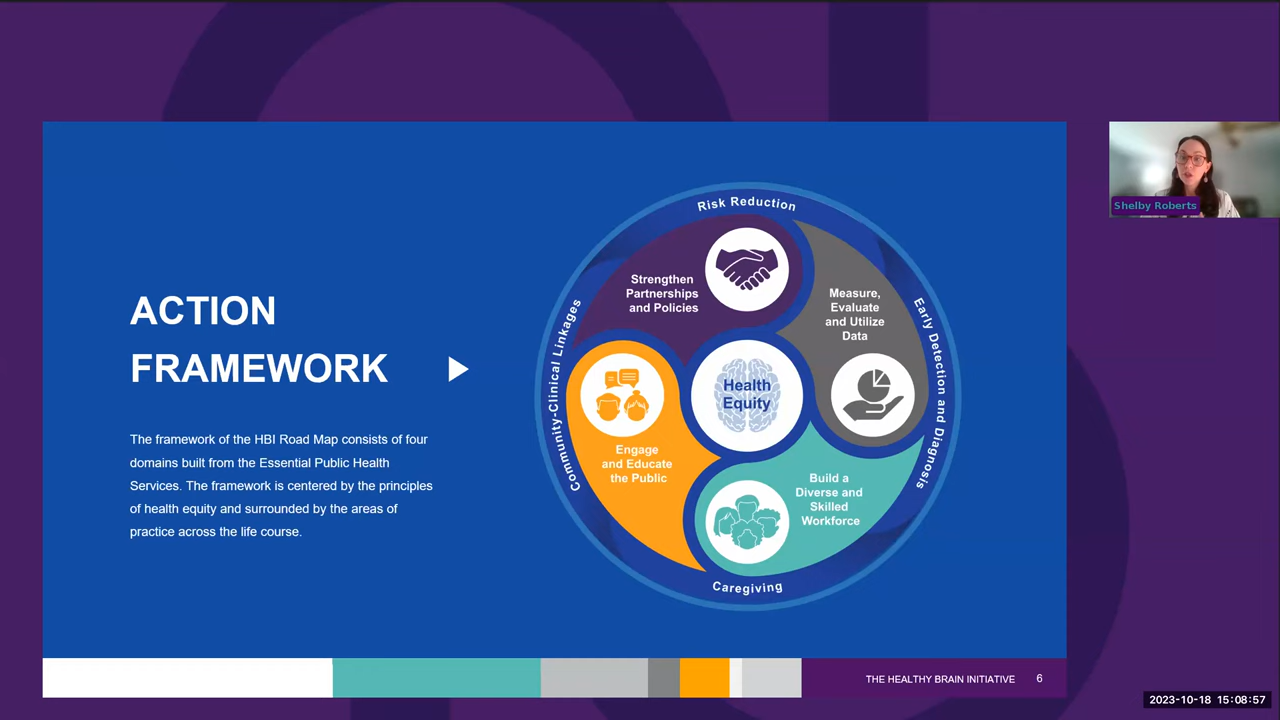 ACTION
FRAMEWORK
The framework of the HBI Road Map consists of four
domains built from the Essential Public Health
Services. The framework is centered by the principles
of health equity and surrounded by the areas of
practice across the life course.
Risk Reduction
Strengthen
Partnerships
and Policies
Measure,
Evaluate
and Utilize
Data
Community-Clinical Linkages
Early Detection and Diagnosis
Health
Equity
Engage
and Educate
the Public
Build a
Diverse and
Skilled
Workforce
Caregiving
THE HEALTHY BRAIN INITIATIVE 6
Shelby Roberts
2023-10-18 15:08:57